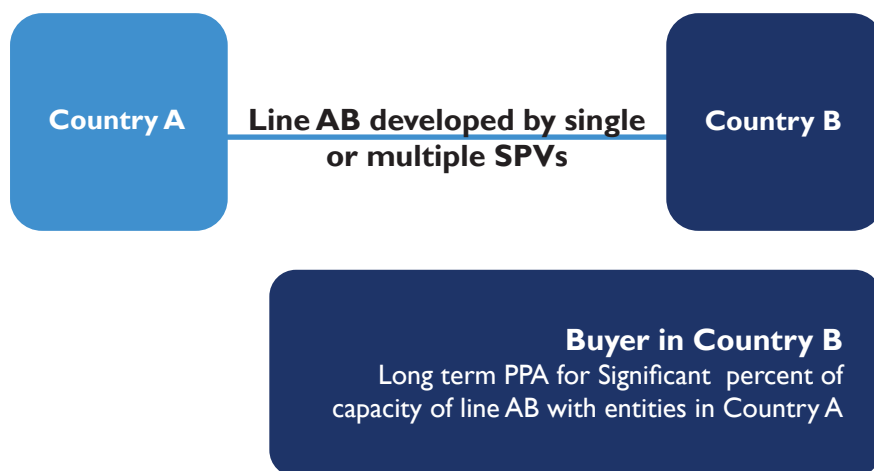 Country A
Line AB developed by single
or multiple SPVs
Country B
Buyer in Country B
Long term PPA for Significant percent of
capacity of line AB with entities in Country A